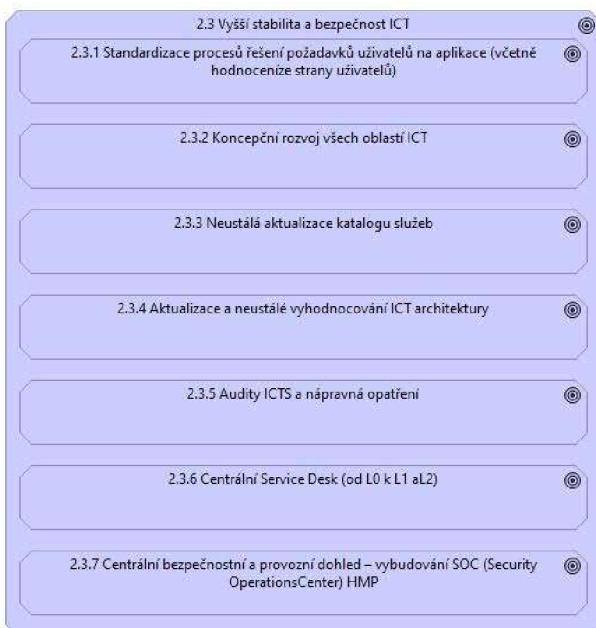 2.3 Vyšší stabilita a bezpečnost ICT
2.3.1 Standardizace procesů řešení požadavků uživatelů na aplikace (včetně
hodnoceníze strany uživatelů)
2.3.2 Koncepční rozvoj všech oblastí ICT
2.3.3 Neustálá aktualizace katalogu služeb
2.3.4 Aktualizace a neustálé vyhodnocování ICT architektury
2.3.5 Audity ICTS a nápravná opatření
2.3.6 Centrální Service Desk (od L0 k L1 aL2)
2.3.7 Centrální bezpečnostní a provozní dohled – vybudování SOC (Security
OperationsCenter) HMP